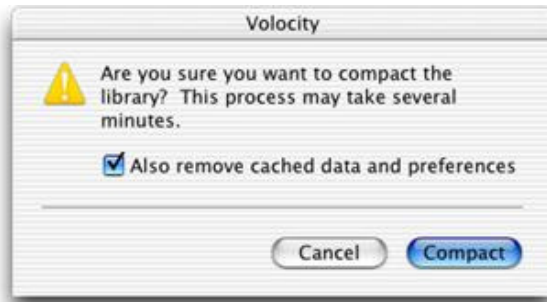 Volocity
Are you sure you want to compact the
library? This process may take several
minutes.
Also remove cached data and preferences
Cancel
Compact